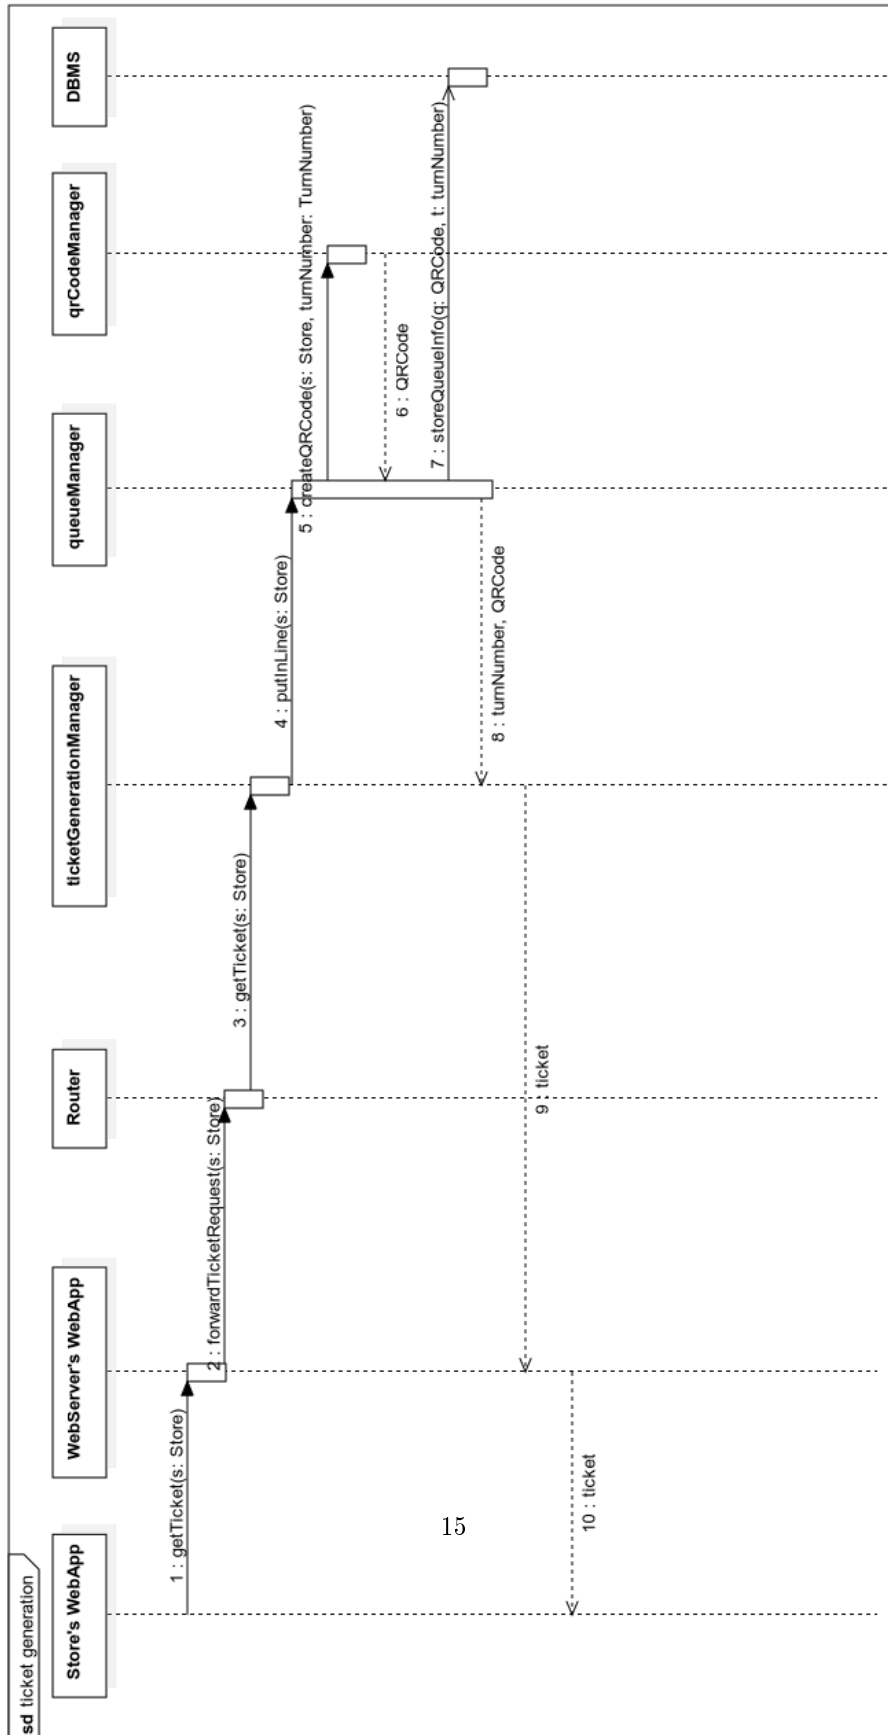 sd ticket generation
Store's WebApp
WebServer's WebApp
Router
ticketGenerationManager
queueManager
qrCodeManager
DBMS
1 : getTicket(s: Store)
2 : forwardTicketRequest(s: Store)
3 : getTicket(s: Store)
4 : putInLine(s: Store)
5 : createQRCode(s: Store, turnNumber: TurnNumber)
6 : QRCode
7 : storeQueueInfo(q: QRCode, t: turnNumber)
8 : turnNumber, QRCode
9 : ticket
10 : ticket
15